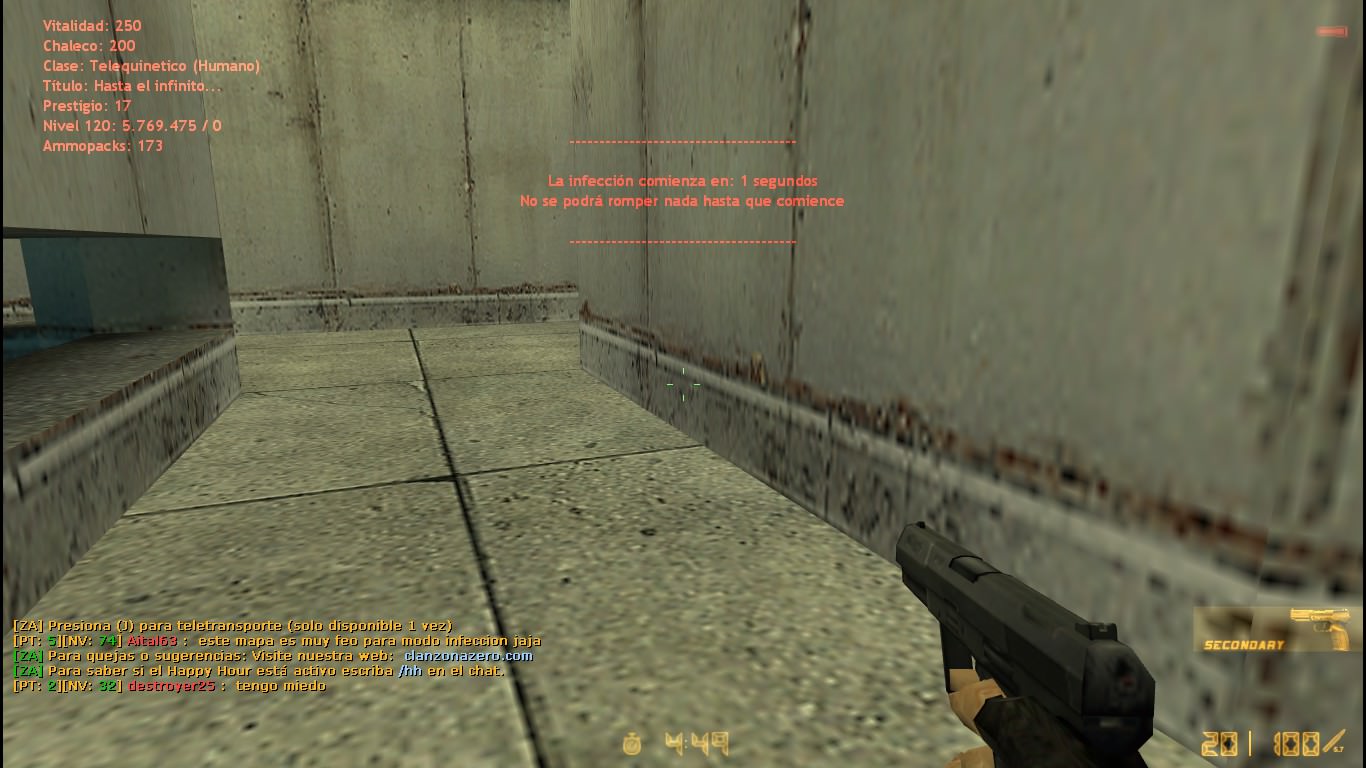 Vitalidad: 250
Chaleco: 200
Clase: Telequinetico (Humano)
Título: Hasta el infinito...
Prestigio: 17
Nivel 120: 5.769.475 / 0
Ammopacks: 173
--------------------------------
La infección comienza en: 1 segundos
No se podrá romper nada hasta que comience
--------------------------------
[ZA] Presiona (J) para teletransporte (solo disponible 1 vez)
[PT: 5][NV: 74] Aital63 :  este mapa es muy feo para modo infeccion jaja
[ZA] Para quejas o sugerencias: Visite nuestra web:  clanzonazero.com
[ZA] Para saber si el Happy Hour está activo escriba /hh en el chat.
[PT: 2][NV: 32] destroyer25 :  tengo miedo
SECONDARY
4:49
20 | 100
5.7